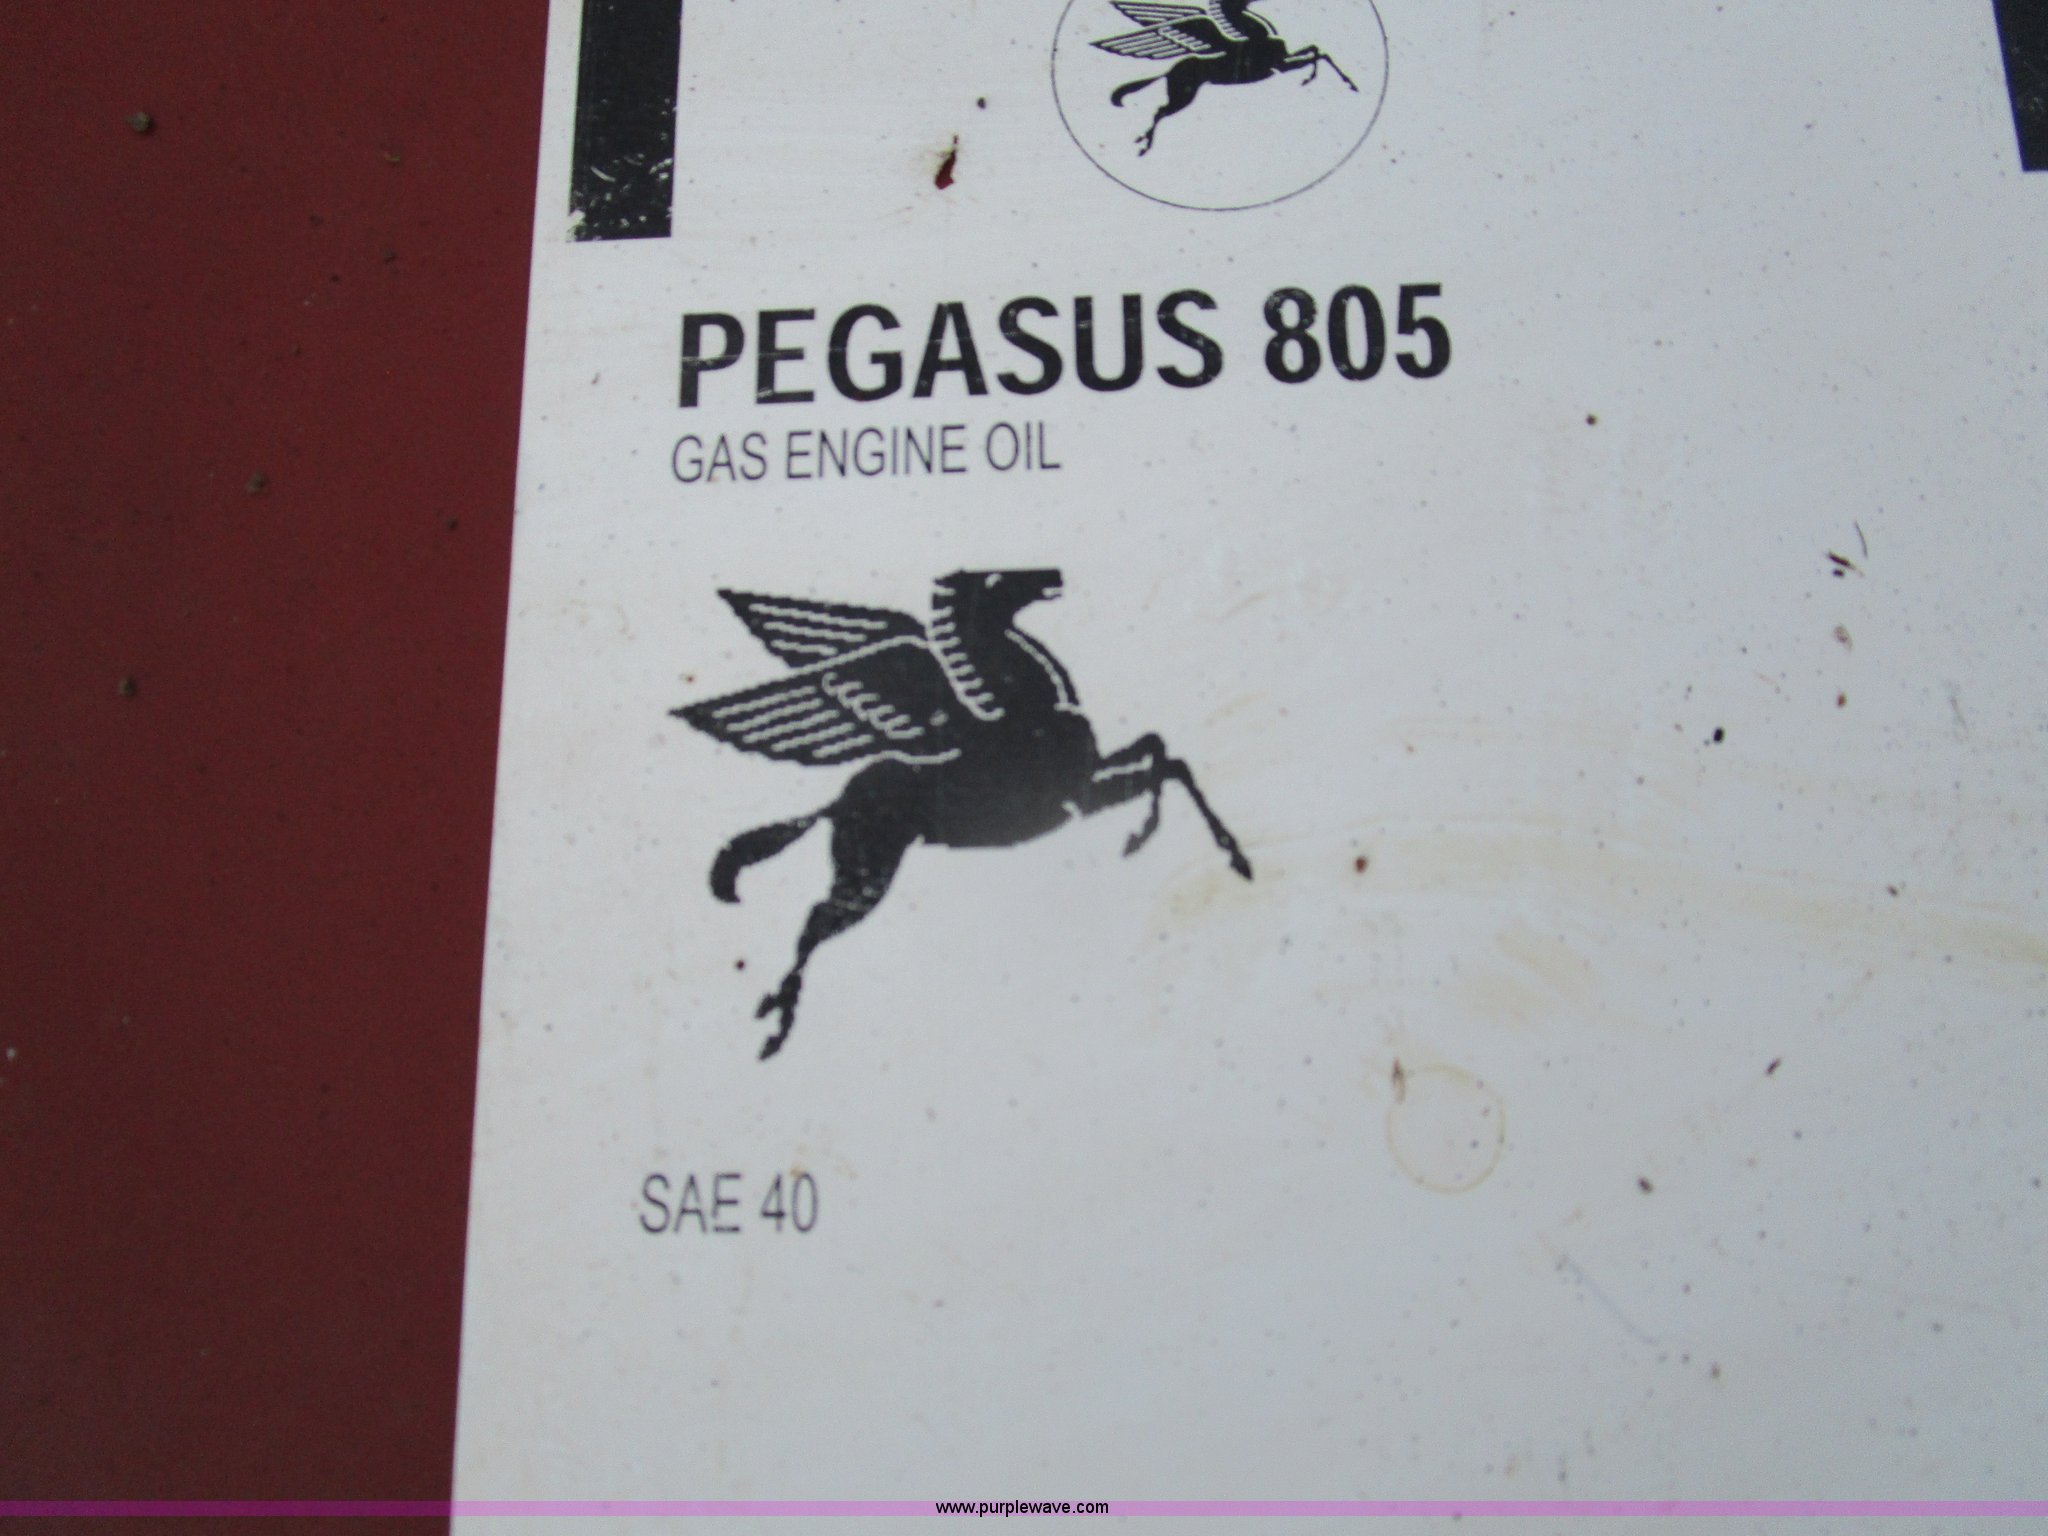 PEGASUS 805
GAS ENGINE OIL
SAE 40
www.purplewave.com